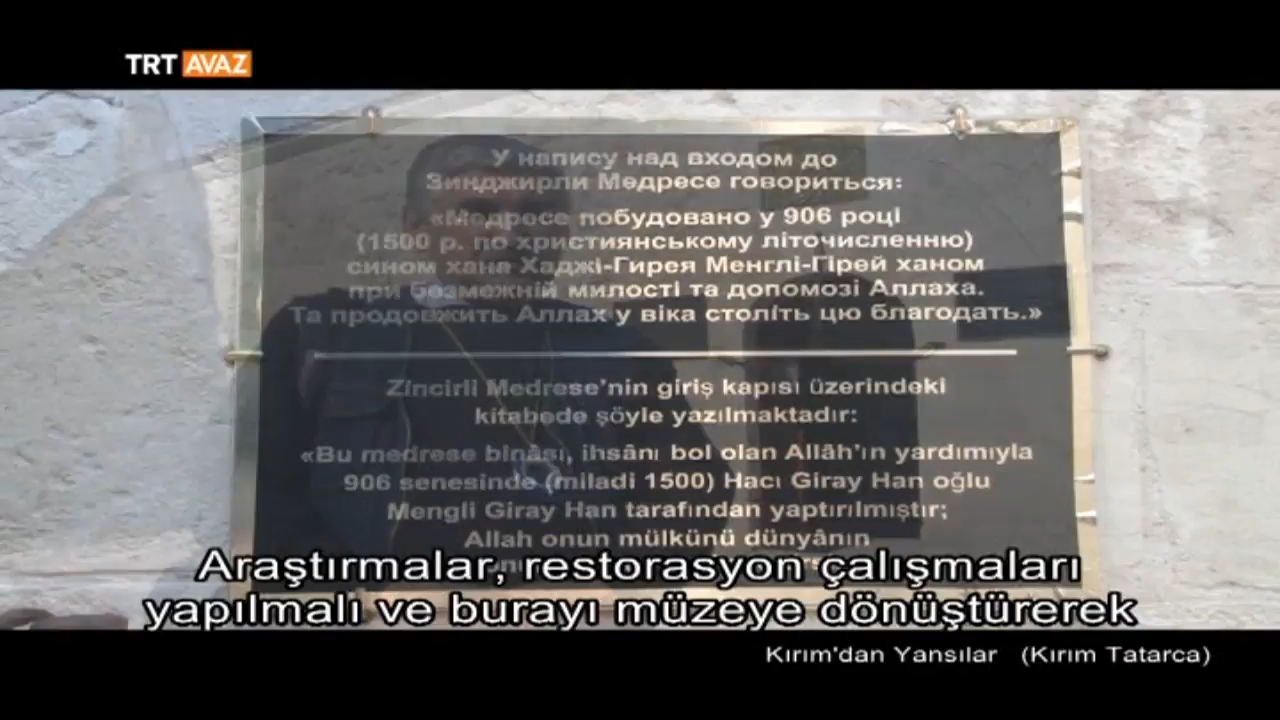 TRT AVAZ
У напису над входом до
Зинджирли Медресе говориться:
«Медресе побудовано у 906 році
(1500 р. по християнському літочисленню)
сином хана Хаджі-Гирея Менглі-Гірей ханом
при безмежній милості та допомозі Аллаха.
Та продовжить Аллах у віка століть цю благодать.»
Zincirli Medrese'nin giriş kapısı üzerindeki
kitabede şöyle yazılmaktadır:
«Bu medrese binâsı, ihsânı bol olan Allâh'ın yardımıyla
906 senesinde (miladi 1500) Hacı Giray Han oğlu
Mengli Giray Han tarafından yaptırılmıştır;
Allah onun mülkünü dünyânın
Araştırmalar, restorasyon çalışmaları
yapılmalı ve burayı müzeye dönüştürerek
Kırım'dan Yansılar (Kırım Tatarca)